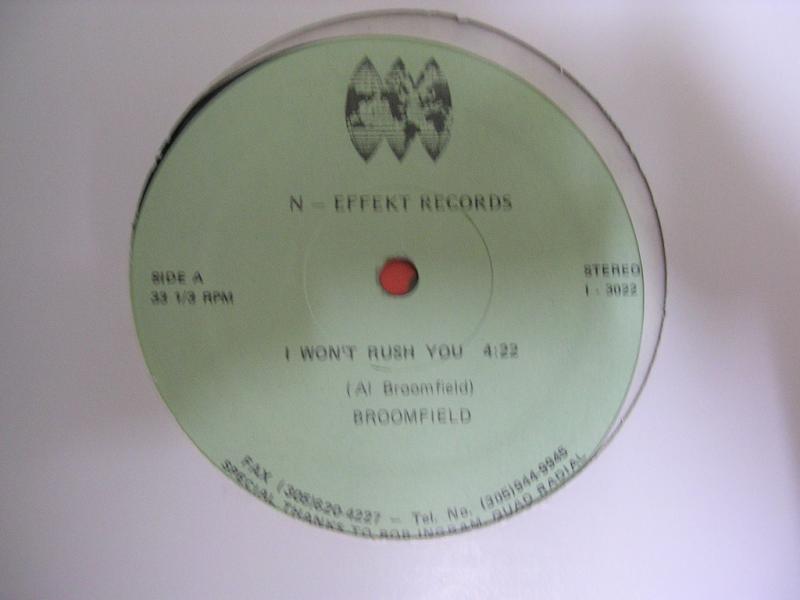 N - EFFEKT RECORDS
SIDE A
33 1/3 RPM
STEREO
I - 3022
I WON'T RUSH YOU 4:22
(Al Broomfield)
BROOMFIELD
FAX (305)620-4227 - Tel. No. (305)944-9945
SPECIAL THANKS TO BOB INGRAM, QUAD RADIAL